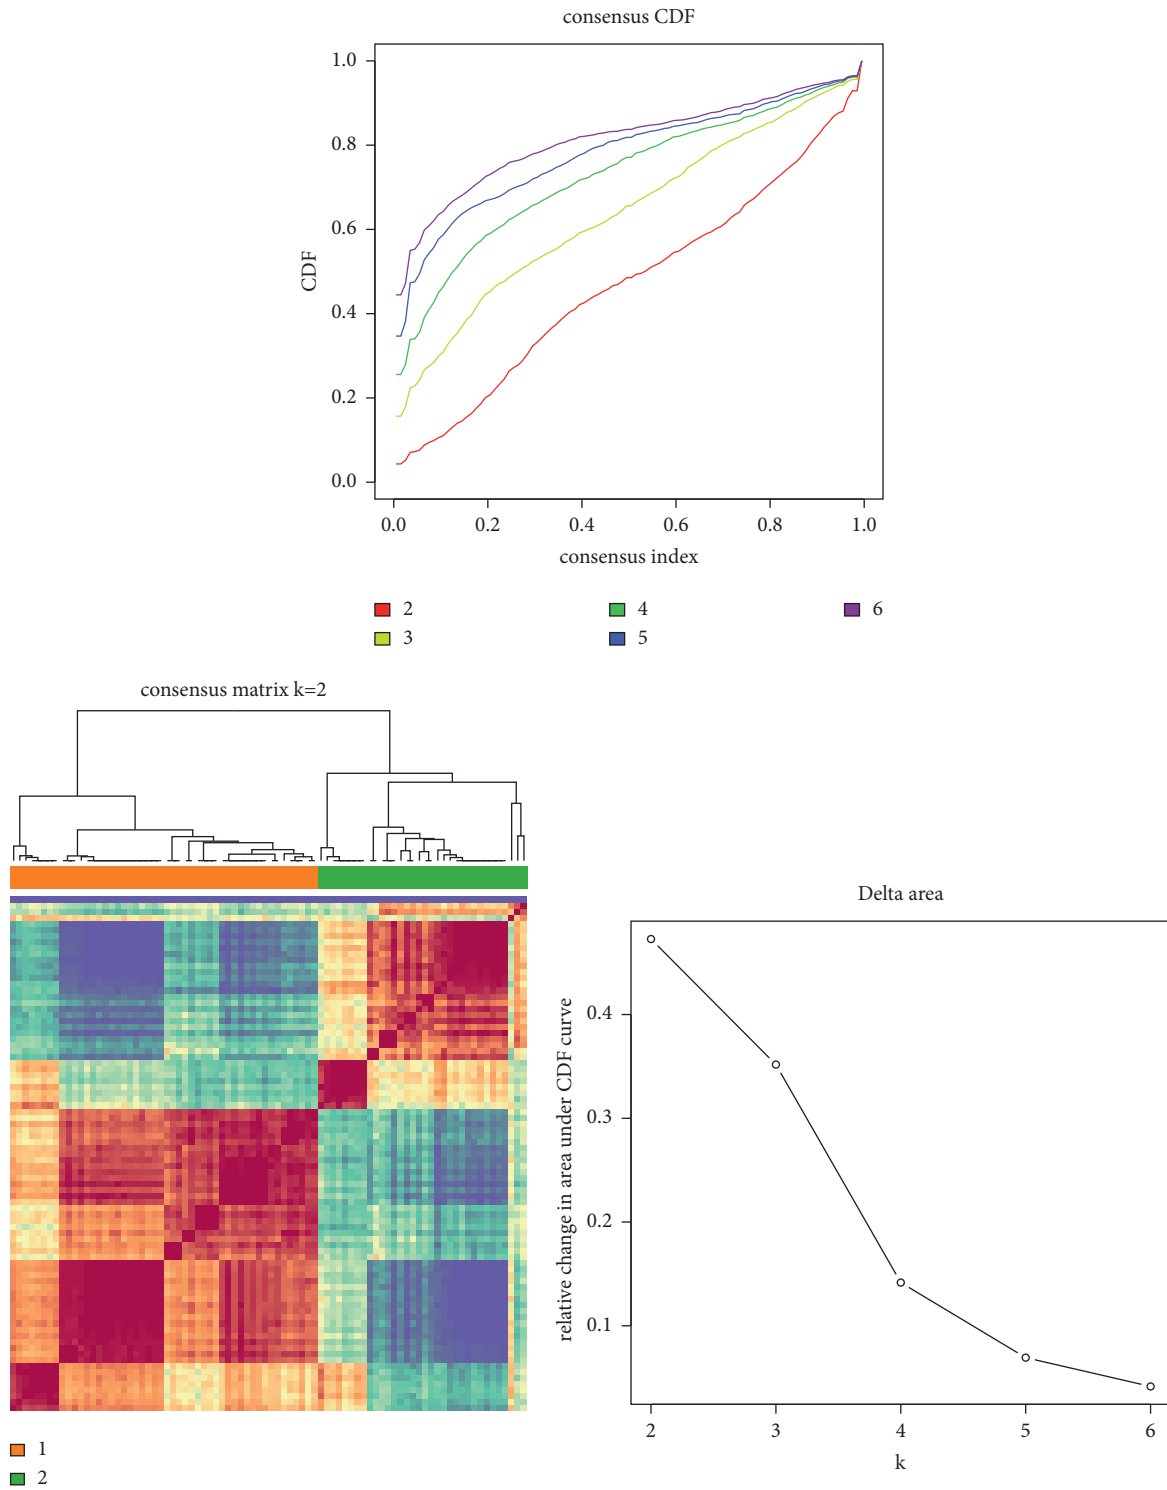 consensus CDF
1.0
0.8
0.6
0.4
0.2
0.0
CDF
0.0 0.2 0.4 0.6 0.8 1.0
consensus index
2 4 6
3 5
consensus matrix k=2
1
2
Delta area
relative change in area under CDF curve
0.4
0.3
0.2
0.1
2 3 4 5 6
k